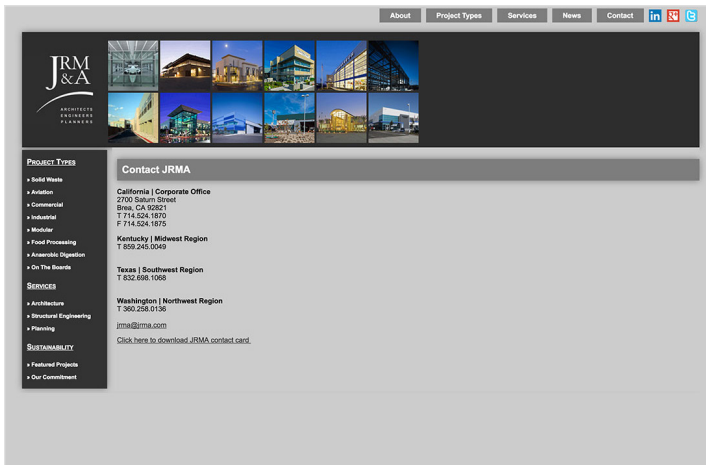 About Project Types Services News Contact
JRM
& A
ARCHITECTS
ENGINEERS
PLANNERS
PROJECT TYPES
» Solid Waste
» Aviation
» Commercial
» Industrial
» Modular
» Food Processing
» Anaerobic Digestion
» On The Boards
SERVICES
» Architecture
» Structural Engineering
» Planning
SUSTAINABILITY
» Featured Projects
» Our Commitment
Contact JRMA
California | Corporate Office
2700 Saturn Street
Brea, CA 92821
T 714.524.1870
F 714.524.1875
Kentucky | Midwest Region
T 859.245.0049
Texas | Southwest Region
T 832.698.1068
Washington | Northwest Region
T 360.258.0136
jrma@jrma.com
Click here to download JRMA contact card